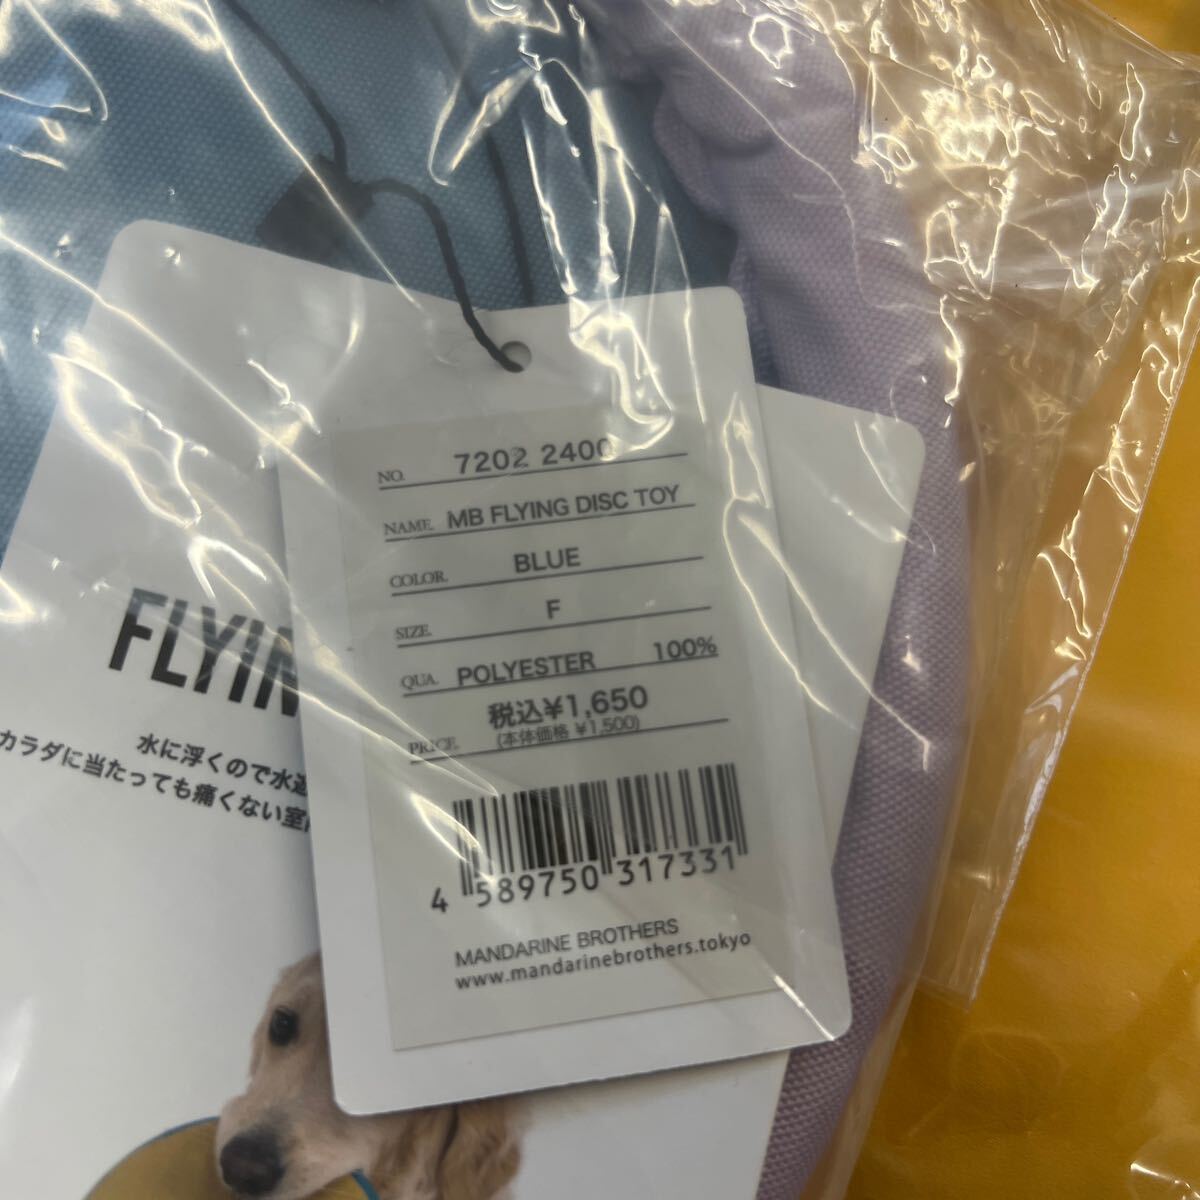 NO. 7202 2400
NAME. MB FLYING DISC TOY
COLOR. BLUE
SIZE. F
QUA. POLYESTER 100%
税込¥1,650
PRICE. (本体価格 ¥1,500)
4 589750 317331
MANDARINE BROTHERS
www.mandarinebrothers.tokyo
FLYIN
水に浮くので水
カラダに当たっても痛くない室